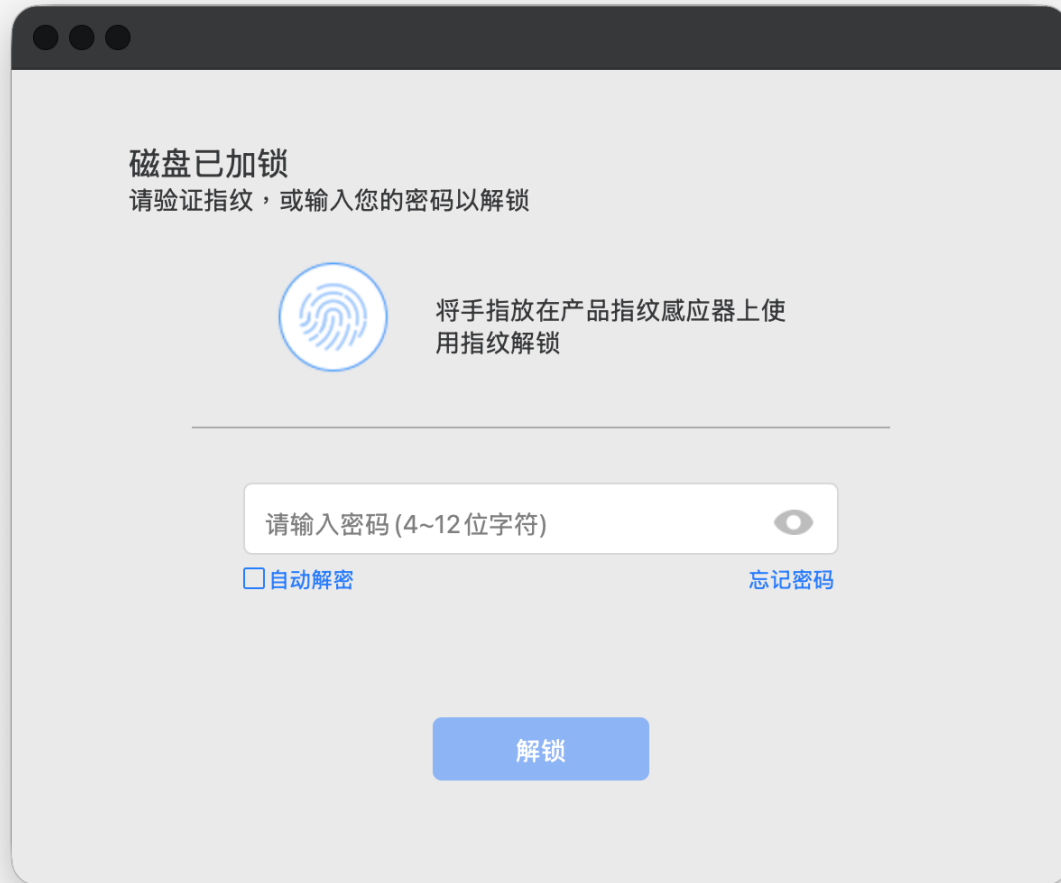 磁盘已加锁
请验证指纹，或输入您的密码以解锁
将手指放在产品指纹感应器上使
用指纹解锁
请输入密码(4~12位字符)
自动解密
忘记密码
解锁